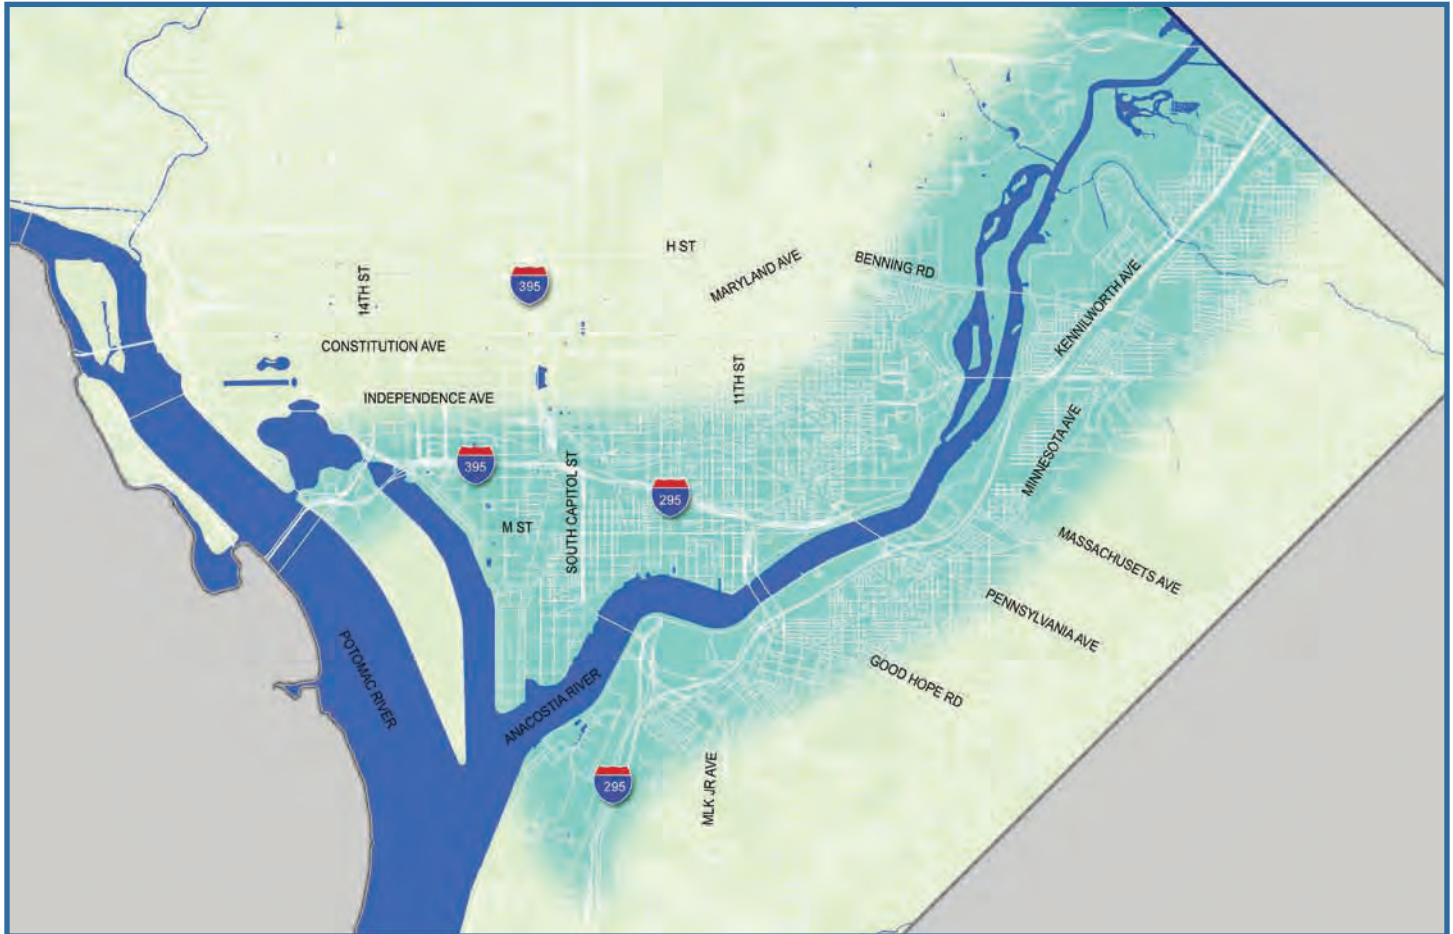 H ST
MARYLAND AVE
BENNING RD
395
14TH ST
KENNILWORTH AVE
CONSTITUTION AVE
11TH ST
INDEPENDENCE AVE
MINNESOTA AVE
395
295
SOUTH CAPITOL ST
M ST
MASSACHUSETS AVE
PENNSYLVANIA AVE
POTOMAC RIVER
GOOD HOPE RD
ANACOSTIA RIVER
295
MLK JR AVE